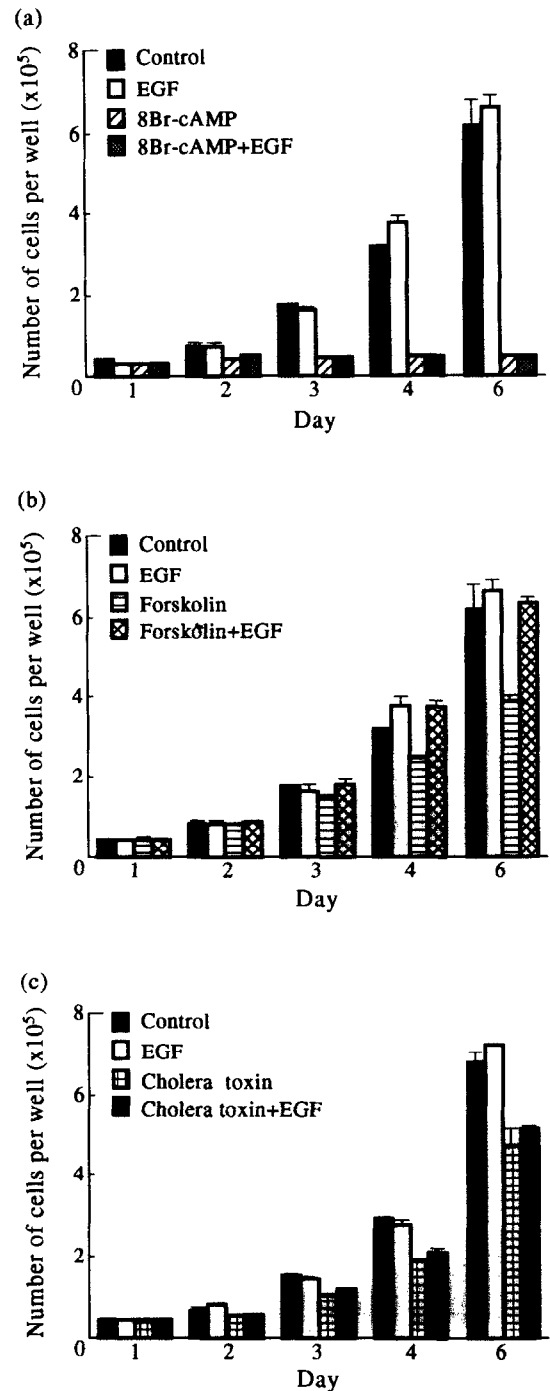 (a)
Number of cells per well (x10⁵)
8
6
4
2
0
Control
EGF
8Br-cAMP
8Br-cAMP+EGF
1 2 3 4 6
Day
(b)
Number of cells per well (x10⁵)
8
6
4
2
0
Control
EGF
Forskolin
Forskolin+EGF
1 2 3 4 6
Day
(c)
Number of cells per well (x10⁵)
8
6
4
2
0
Control
EGF
Cholera toxin
Cholera toxin+EGF
1 2 3 4 6
Day